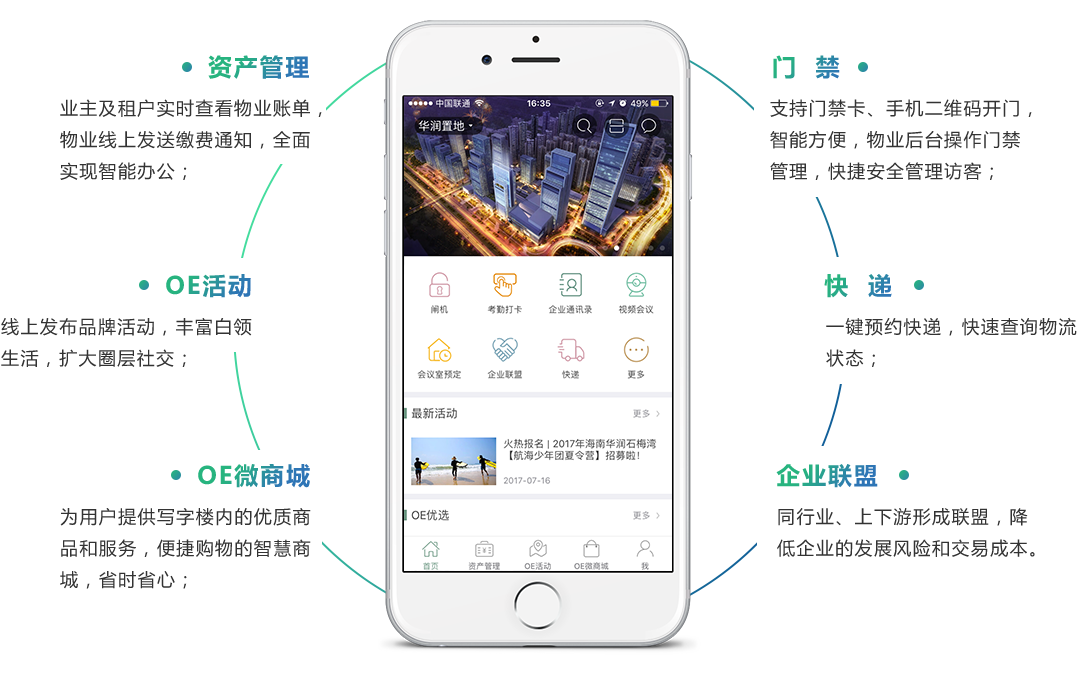 资产管理
业主及租户实时查看物业账单，
物业线上发送缴费通知，全面
实现智能办公；
OE活动
线上发布品牌活动，丰富白领
生活，扩大圈层社交；
OE微商城
为用户提供写字楼内的优质商
品和服务，便捷购物的智慧商
城，省时省心；
中国联通 16:35 49%
华润置地
闸机 考勤打卡 企业通讯录 视频会议
会议室预定 企业联盟 快递 更多
最新活动 更多
火热报名 | 2017年海南华润石梅湾
【航海少年团夏令营】招募啦！
2017-07-16
OE优选 更多
首页 资产管理 OE活动 OE微商城 我
门 禁
支持门禁卡、手机二维码开门，
智能方便，物业后台操作门禁
管理，快捷安全管理访客；
快 递
一键预约快递，快速查询物流
状态；
企业联盟
同行业、上下游形成联盟，降
低企业的发展风险和交易成本。